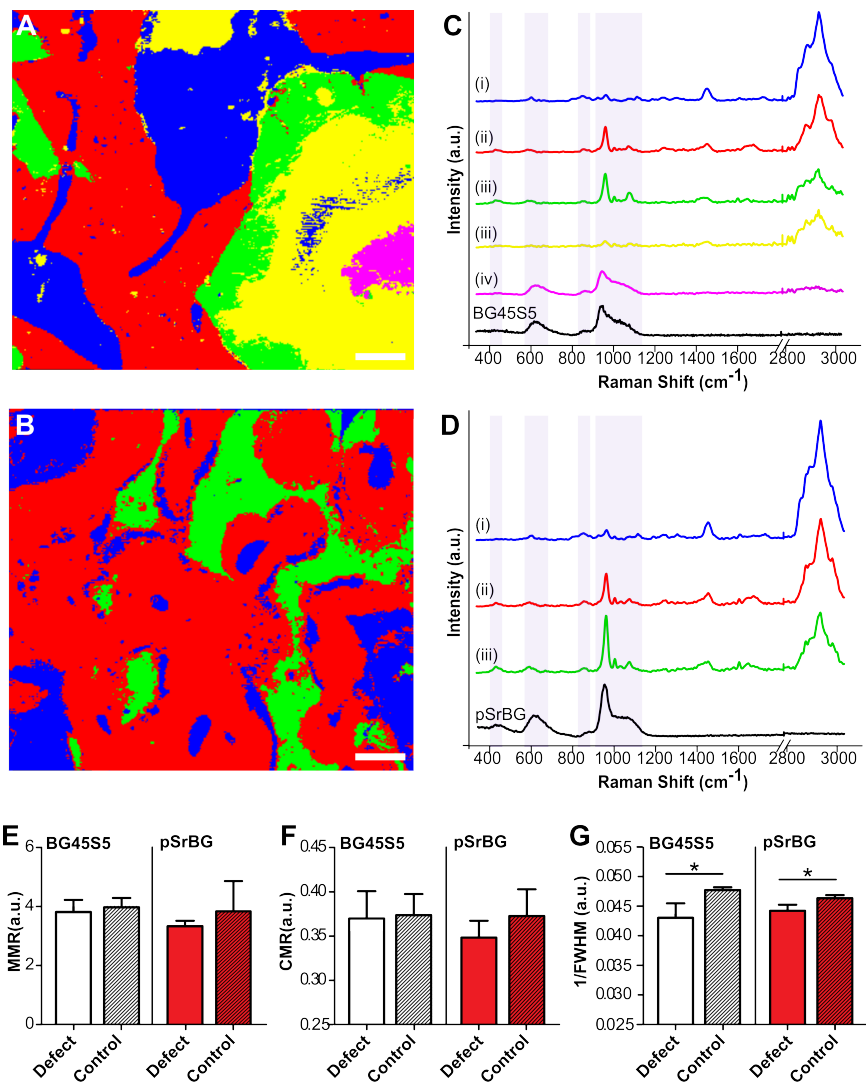 A
B
C
Intensity (a.u.)
(i)
(ii)
(iii)
(iii)
(iv)
BG45S5
400 600 800 1000 1200 1400 1600 2800 3000
Raman Shift (cm-1)
D
Intensity (a.u.)
(i)
(ii)
(iii)
pSrBG
400 600 800 1000 1200 1400 1600 2800 3000
Raman Shift (cm-1)
E
BG45S5 pSrBG
MMR(a.u.)
6
4
2
0
Defect Control Defect Control
F
BG45S5 pSrBG
CMR(a.u.)
0.45
0.40
0.35
0.30
0.25
Defect Control Defect Control
G
BG45S5 pSrBG
1/FWHM (a.u.)
0.055
0.050
0.045
0.040
0.035
0.030
0.025
* *
Defect Control Defect Control